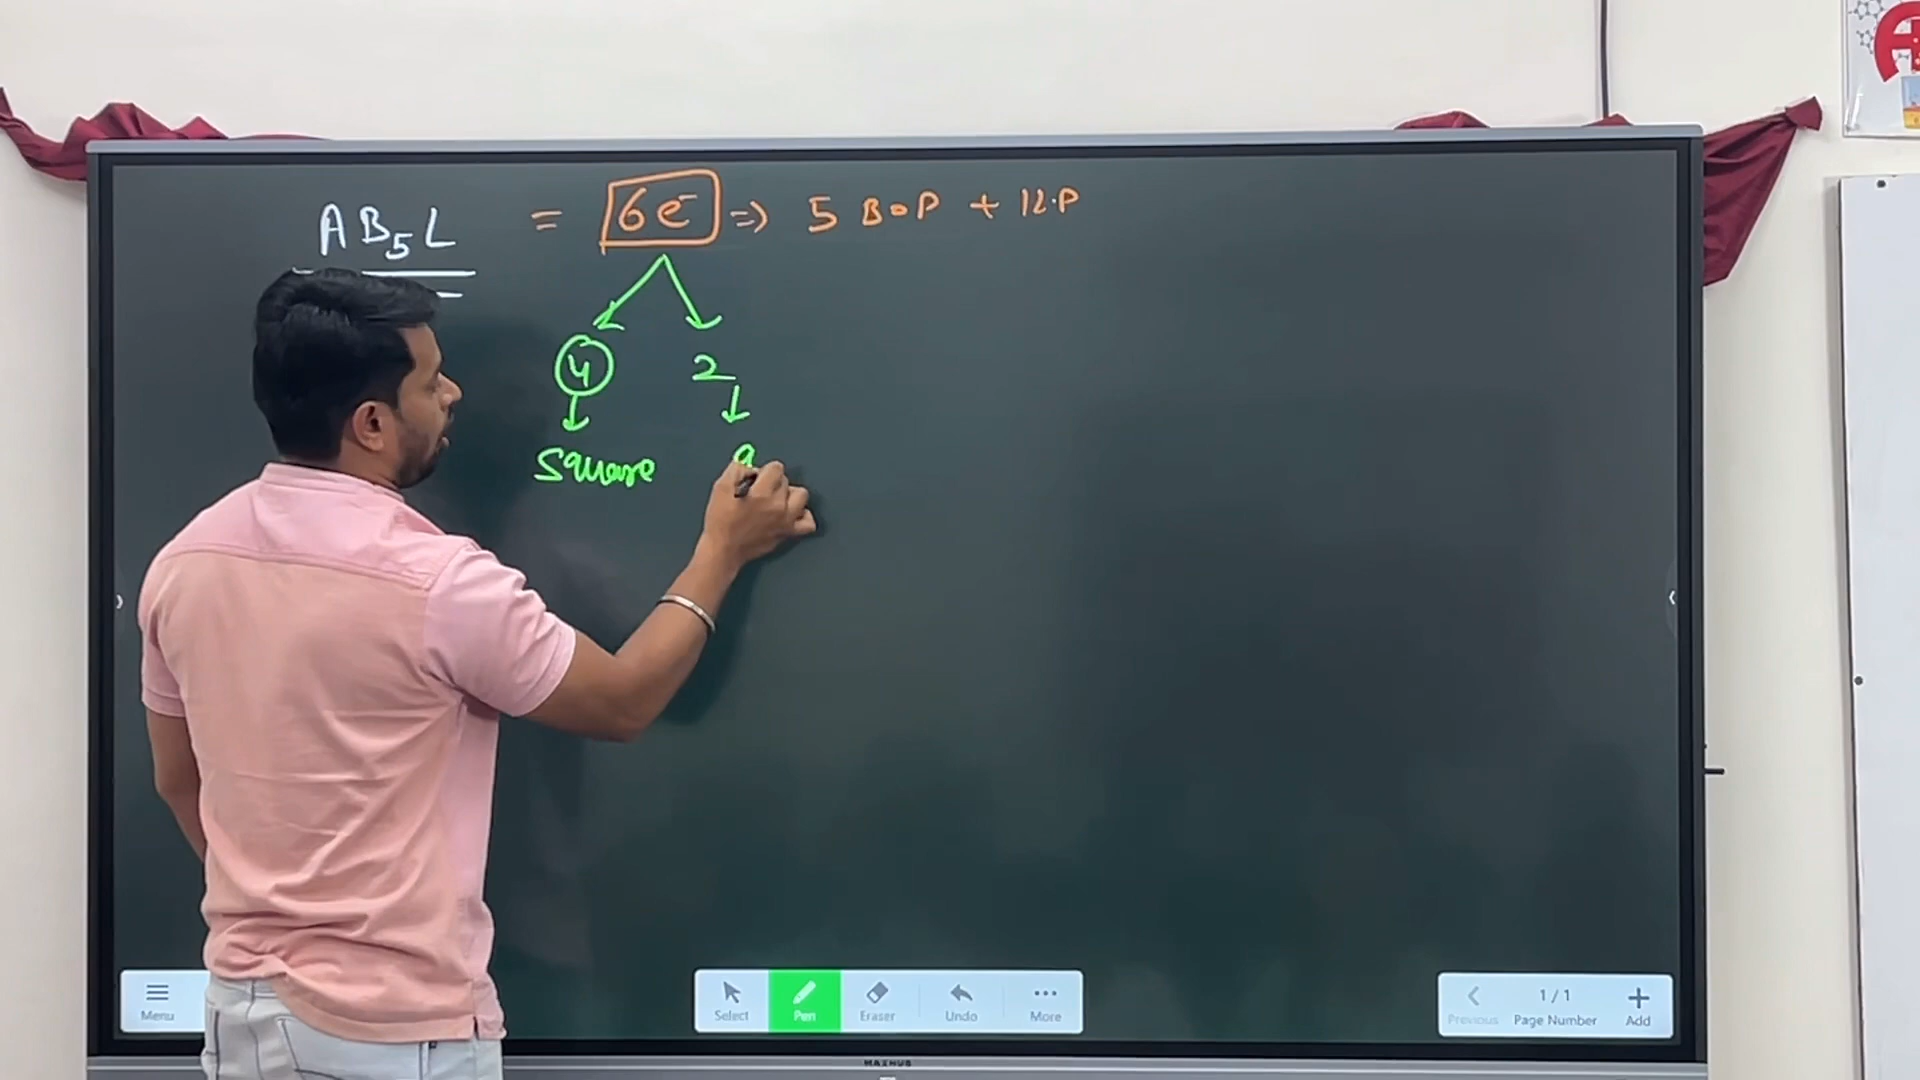 AB₅L = 6e⁻ => 5 B.P + 1L.P
4 2
Square
Menu
Select Pen Eraser Undo More
Previous 1/1 Page Number Add
MAXHUB